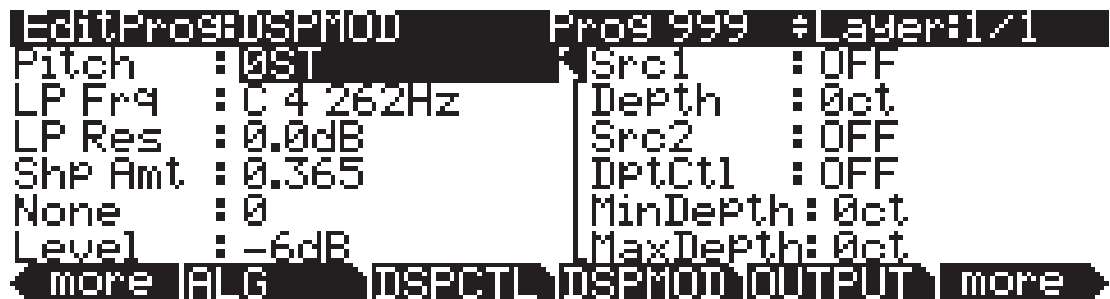 EditProg:DSPMOD Prog 999 Layer:1/1
Pitch :0ST Src1 :OFF
LP Frq :C 4 262Hz Depth :0ct
LP Res :0.0dB Src2 :OFF
Shp Amt :0.365 DptCtl :OFF
None :0 MinDepth:0ct
Level :-6dB MaxDepth:0ct
more ALG DSPCTL DSPMOD OUTPUT more